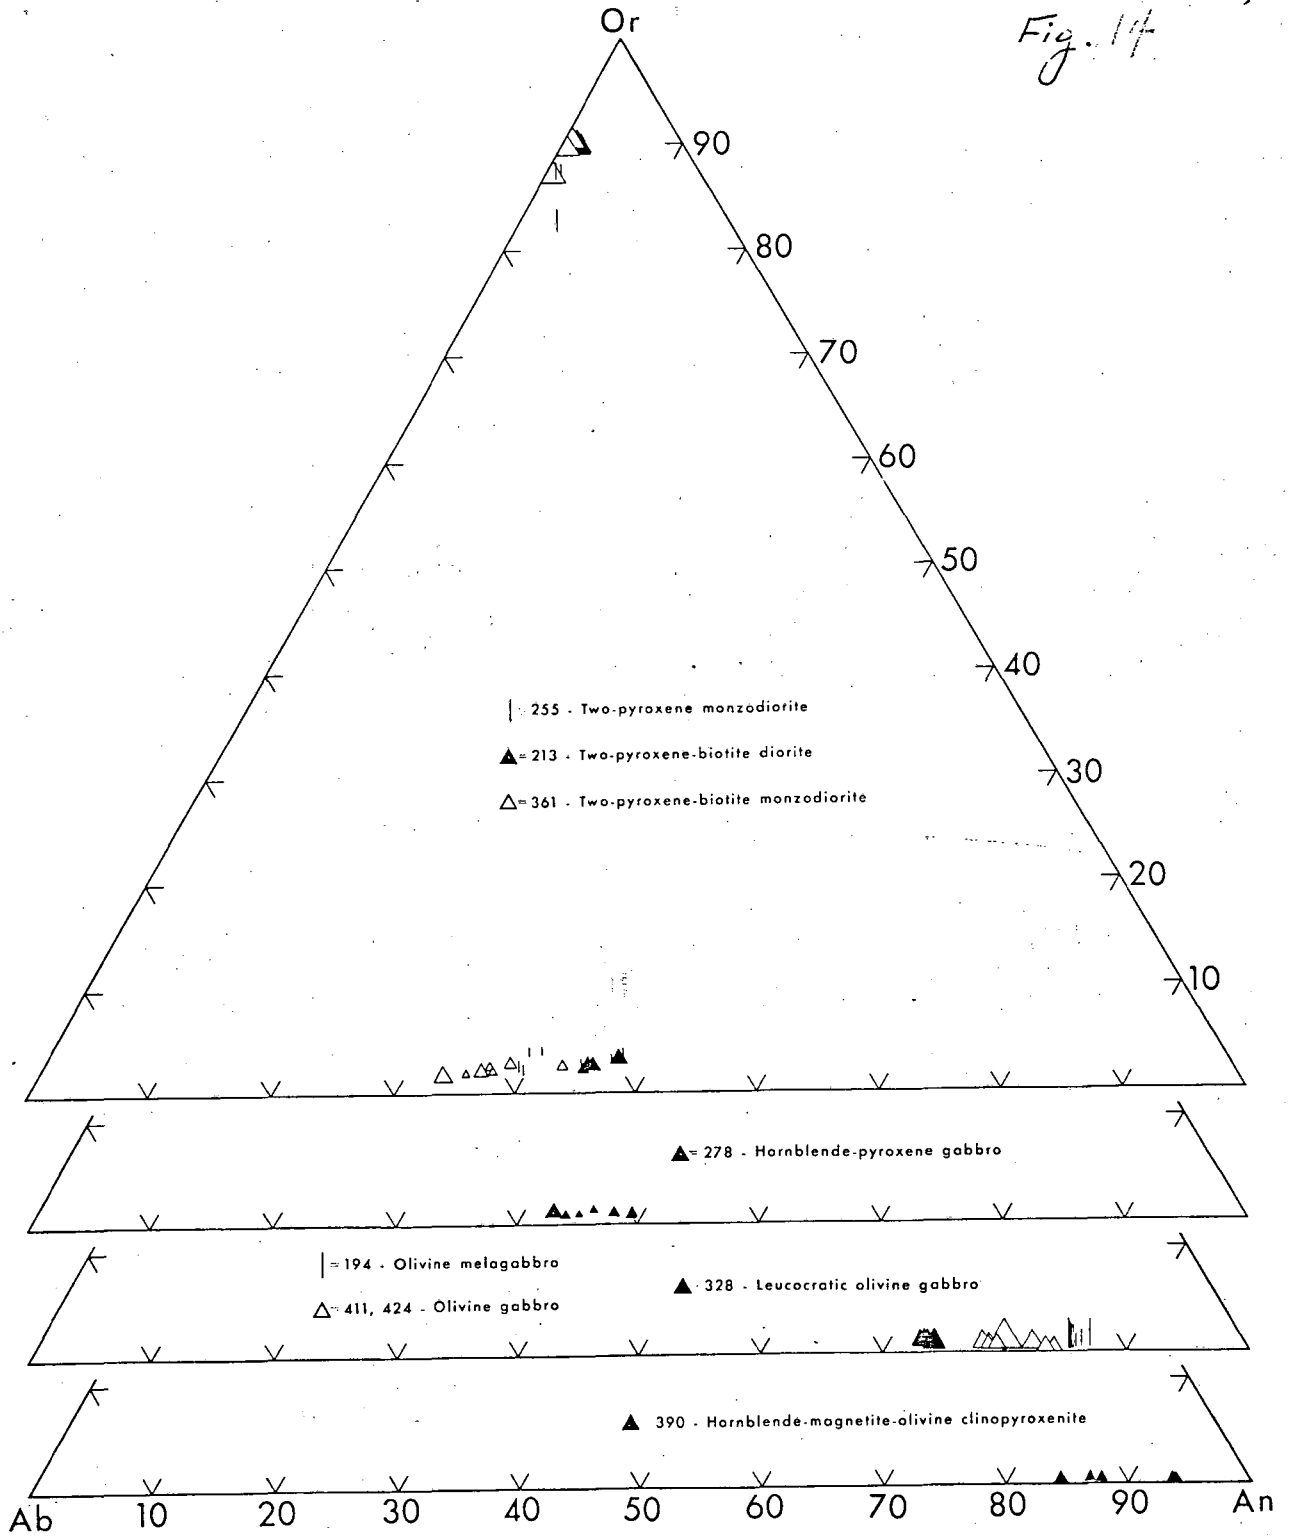 Or
Fig. 14
90
80
70
60
50
40
30
20
10
255 - Two-pyroxene monzodiorite
= 213 - Two-pyroxene-biotite diorite
= 361 - Two-pyroxene-biotite monzodiorite
= 278 - Hornblende-pyroxene gabbro
= 194 - Olivine metagabbro
328 - Leucocratic olivine gabbro
= 411, 424 - Olivine gabbro
390 - Hornblende-magnetite-olivine clinopyroxenite
Ab 10 20 30 40 50 60 70 80 90 An